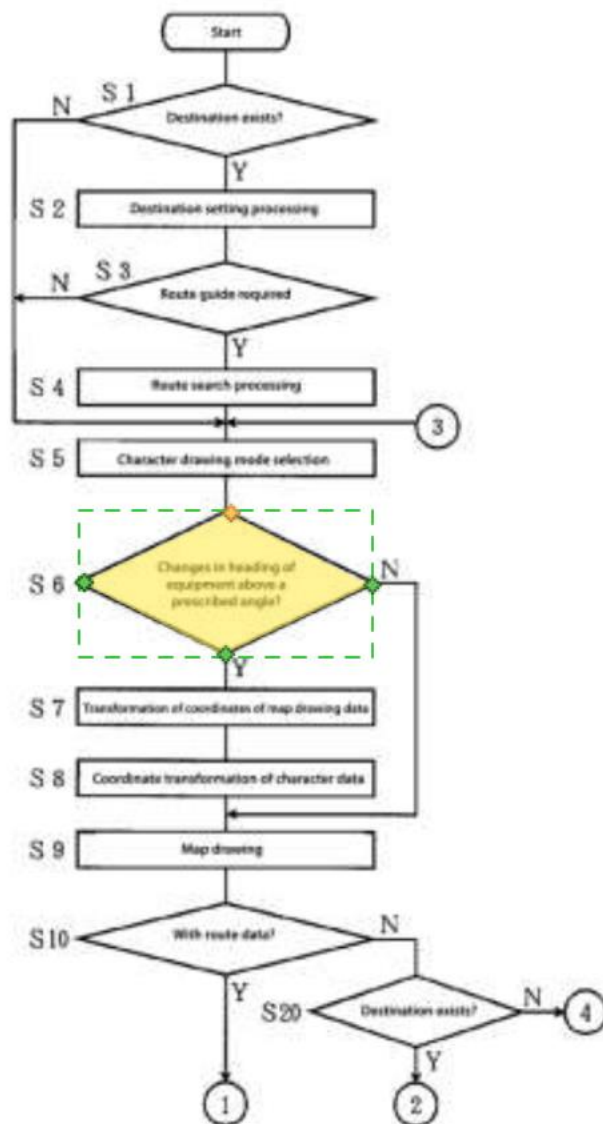 Start
S 1
N
Destination exists?
Y
S 2
Destination setting processing
S 3
N
Route guide required
Y
S 4
Route search processing
3
S 5
Character drawing mode selection
S 6
Changes in heading of
equipment above a
prescribed angle?
N
Y
S 7
Transformation of coordinates of map drawing data
S 8
Coordinate transformation of character data
S 9
Map drawing
S10
With route data?
N
Y
S20
Destination exists?
N
4
Y
1
2